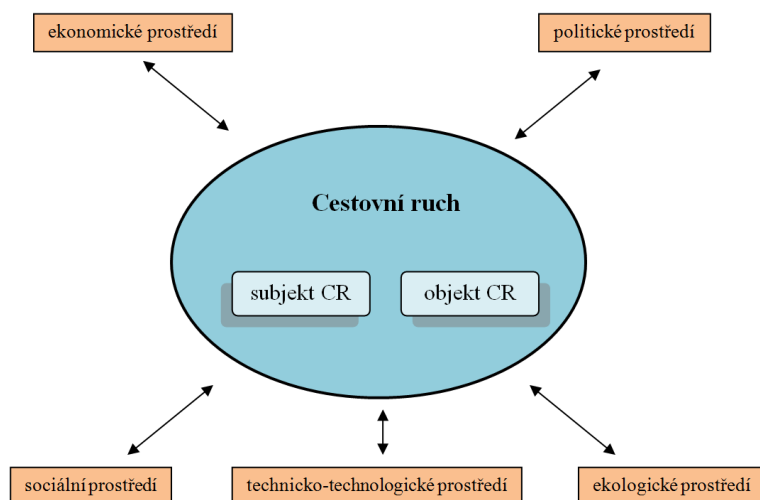 ekonomické prostředí
politické prostředí
Cestovní ruch
subjekt CR
objekt CR
sociální prostředí
technicko-technologické prostředí
ekologické prostředí